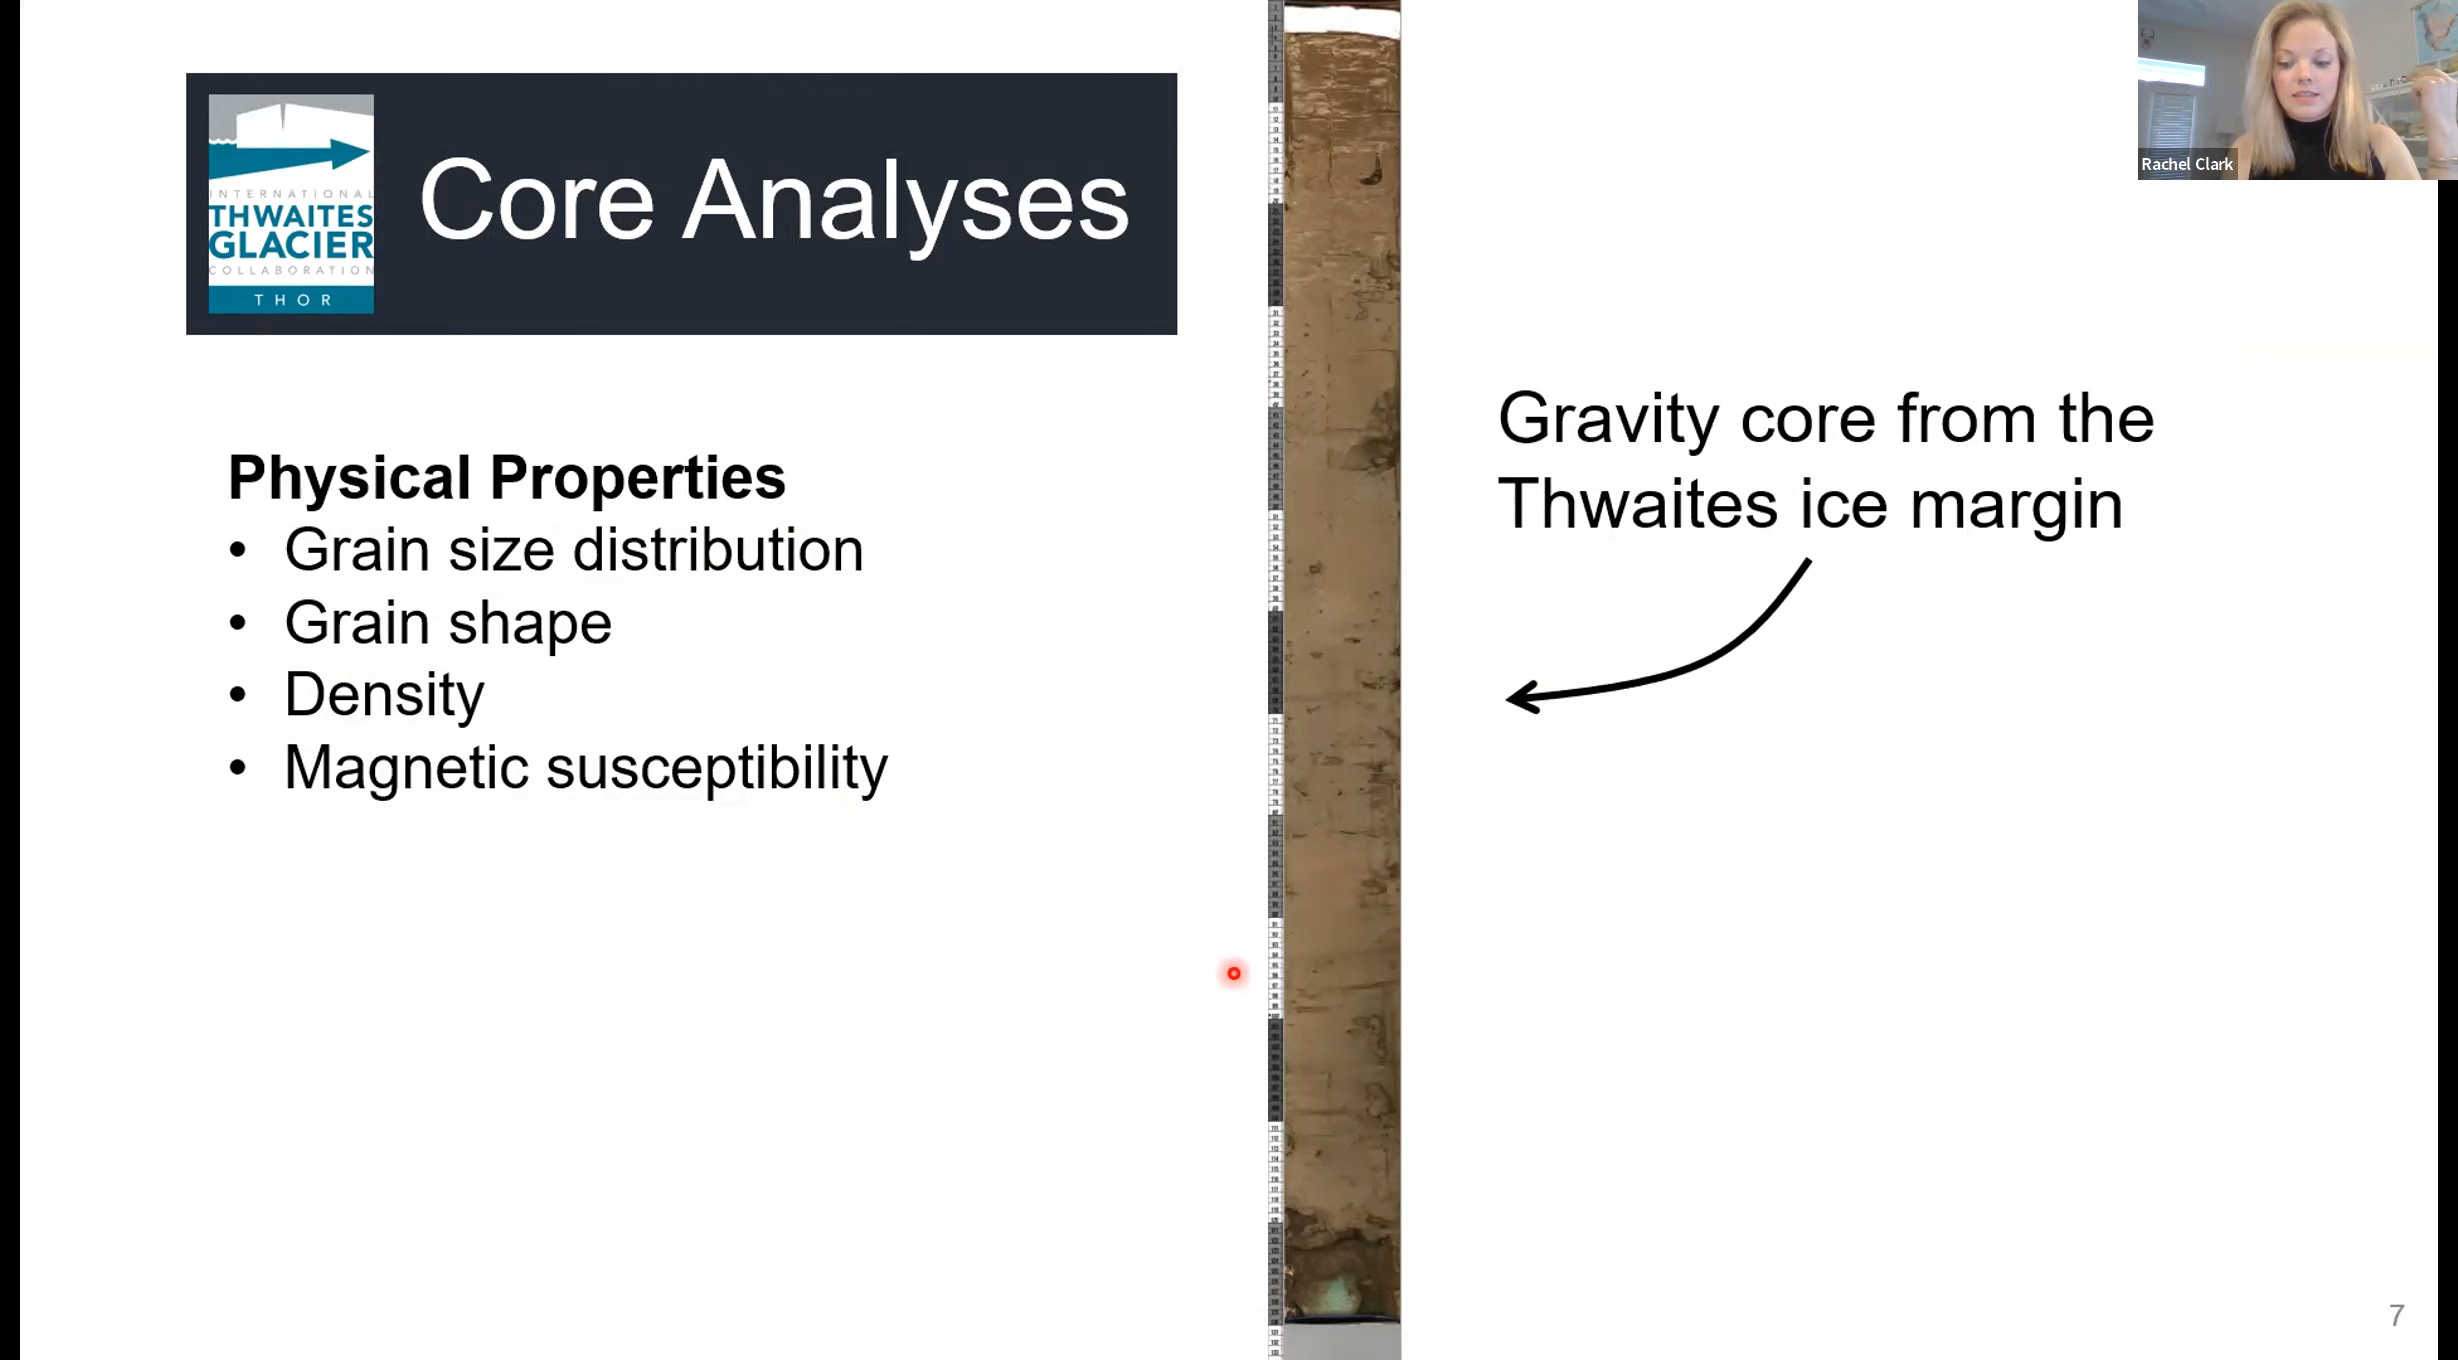 INTERNATIONAL
THWAITES
GLACIER
COLLABORATION
THOR
Core Analyses
Physical Properties
• Grain size distribution
• Grain shape
• Density
• Magnetic susceptibility
Gravity core from the
Thwaites ice margin
Rachel Clark
7